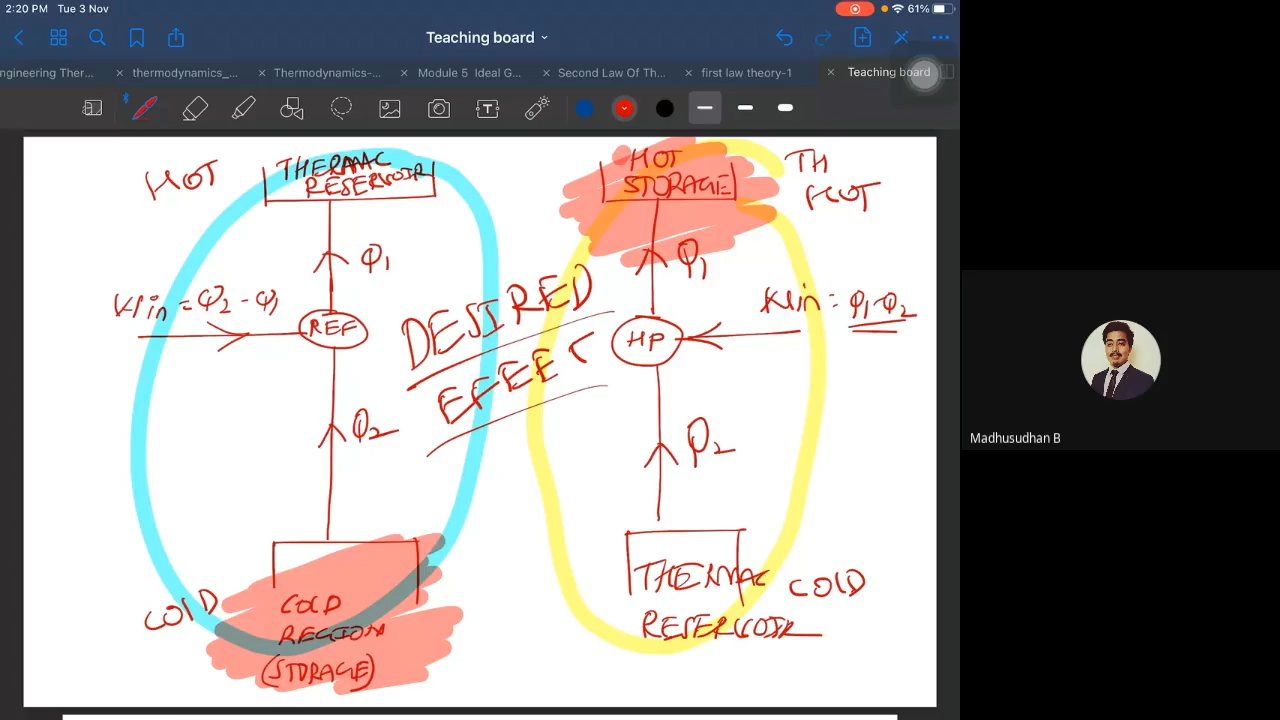 2:20 PM Tue 3 Nov
61%
Teaching board
ngineering Ther...
thermodynamics_...
Thermodynamics-...
Module 5 Ideal G...
Second Law Of Th...
first law theory-1
Teaching board
HOT
THERMAL
RESERVOIR
HOT
STORAGE
TH
HOT
Q1
Q1
Win = Q2 - Q1
REF
DESIRED
EFFECT
Win = Q1-Q2
HP
Q2
Q2
COLD
COLD
REGION
(STORAGE)
THERMAL
RESERVOIR
COLD
Madhusudhan B